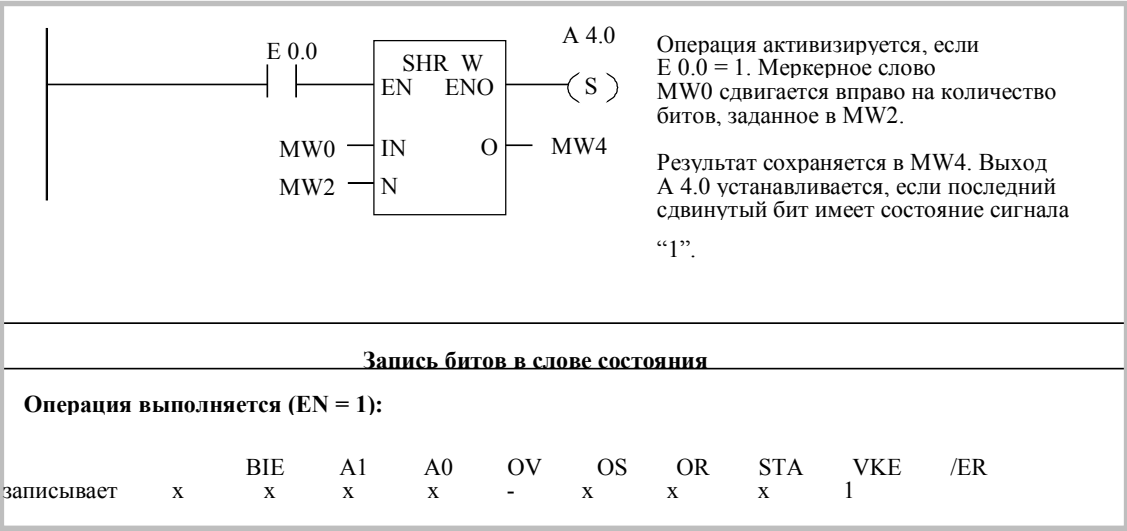 E 0.0
A 4.0
SHR W
EN ENO
( S )
MW0 IN O MW4
MW2 N
Операция активизируется, если
E 0.0 = 1. Меркерное слово
MW0 сдвигается вправо на количество
битов, заданное в MW2.
Результат сохраняется в MW4. Выход
A 4.0 устанавливается, если последний
сдвинутый бит имеет состояние сигнала
“1”.
Запись битов в слове состояния
Операция выполняется (EN = 1):
BIE A1 A0 OV OS OR STA VKE /ER
записывает x x x x - x x x 1